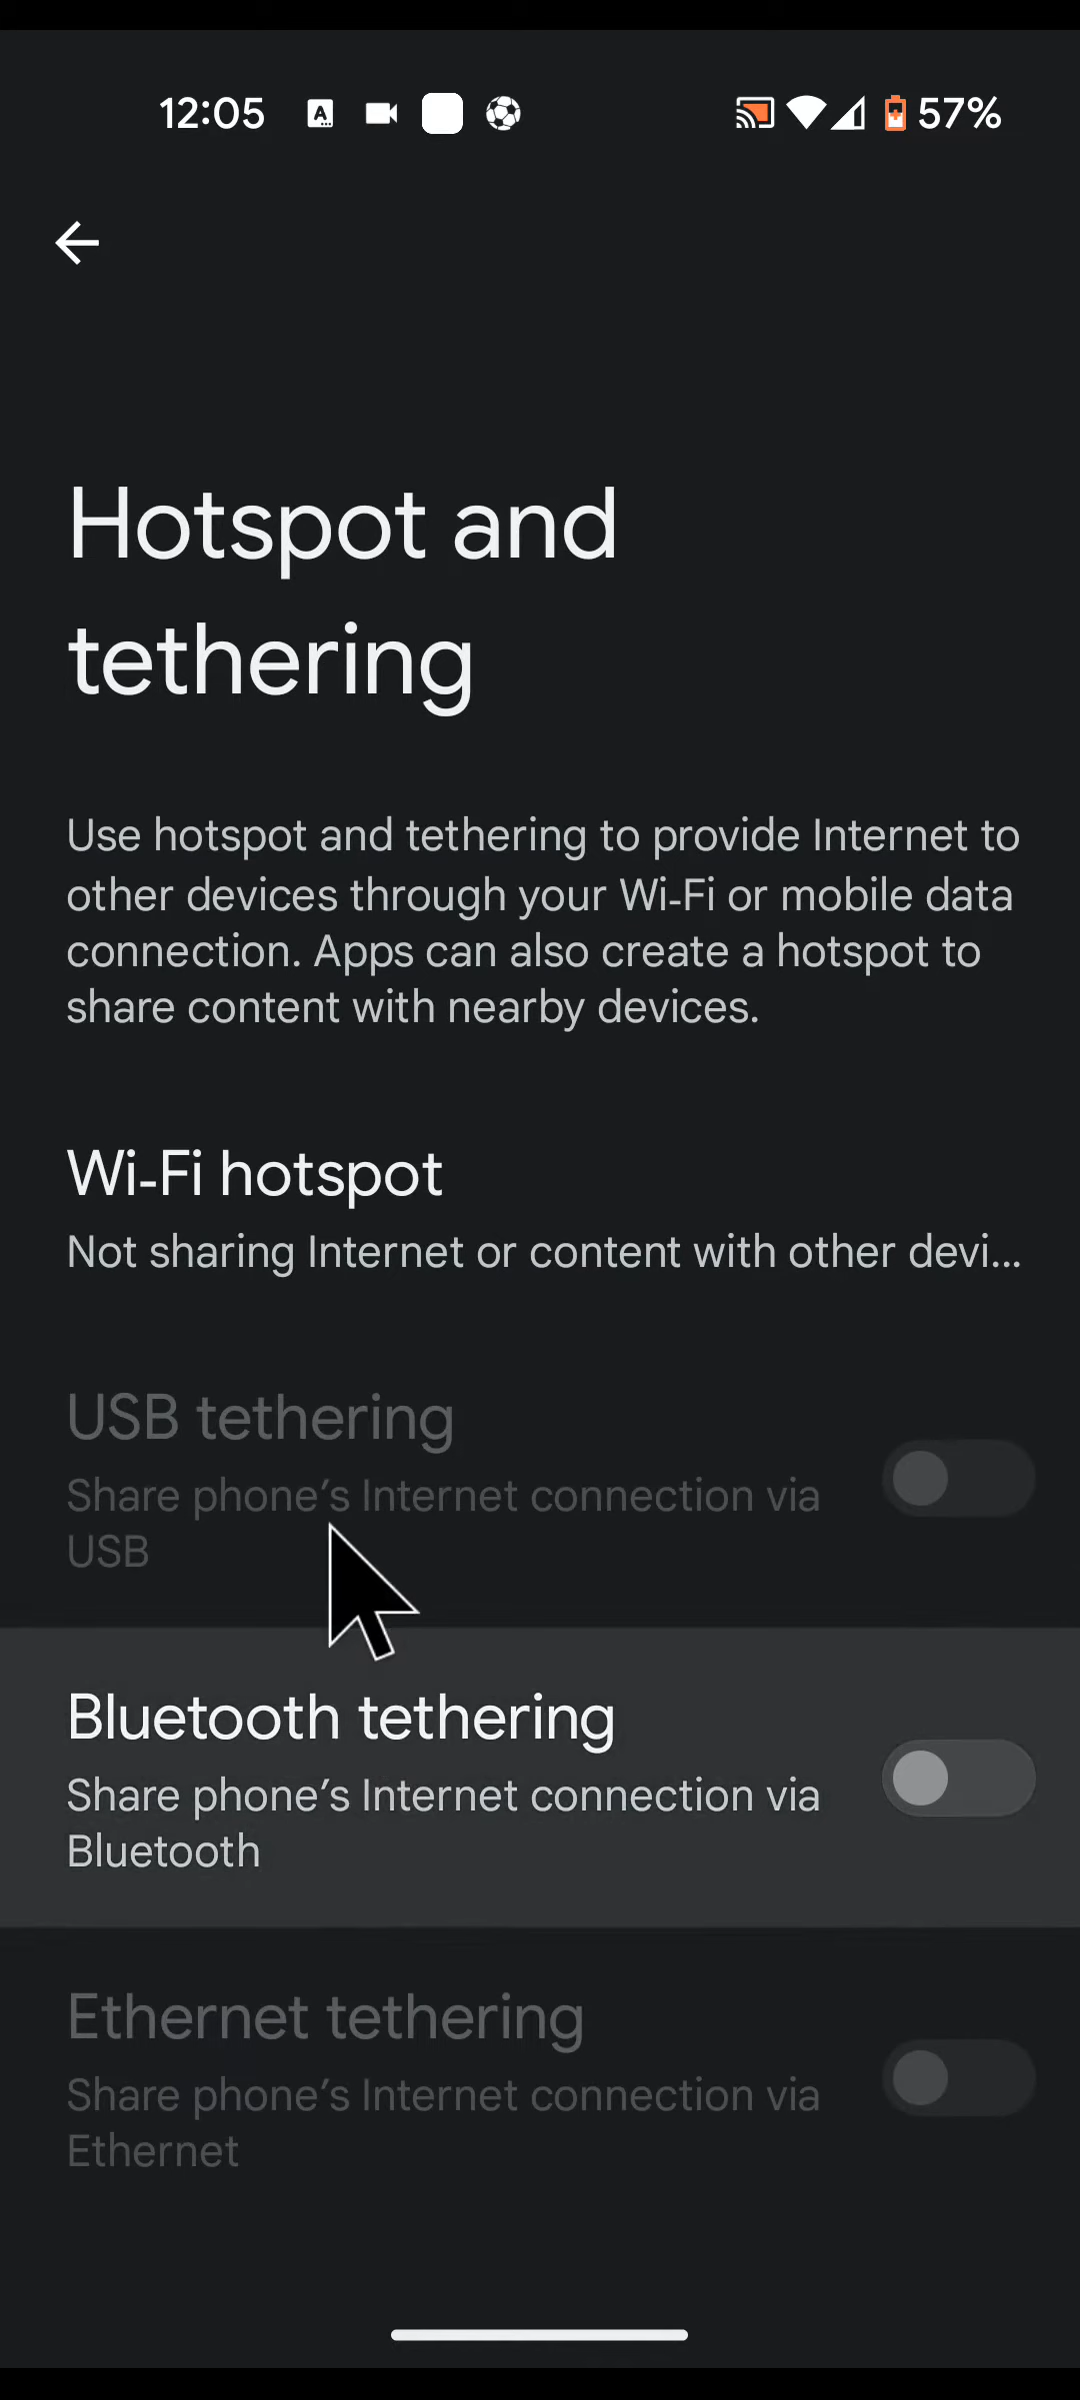 12:05
57%
Hotspot and
tethering
Use hotspot and tethering to provide Internet to
other devices through your Wi-Fi or mobile data
connection. Apps can also create a hotspot to
share content with nearby devices.
Wi-Fi hotspot
Not sharing Internet or content with other devi...
USB tethering
Share phone's Internet connection via
USB
Bluetooth tethering
Share phone's Internet connection via
Bluetooth
Ethernet tethering
Share phone's Internet connection via
Ethernet